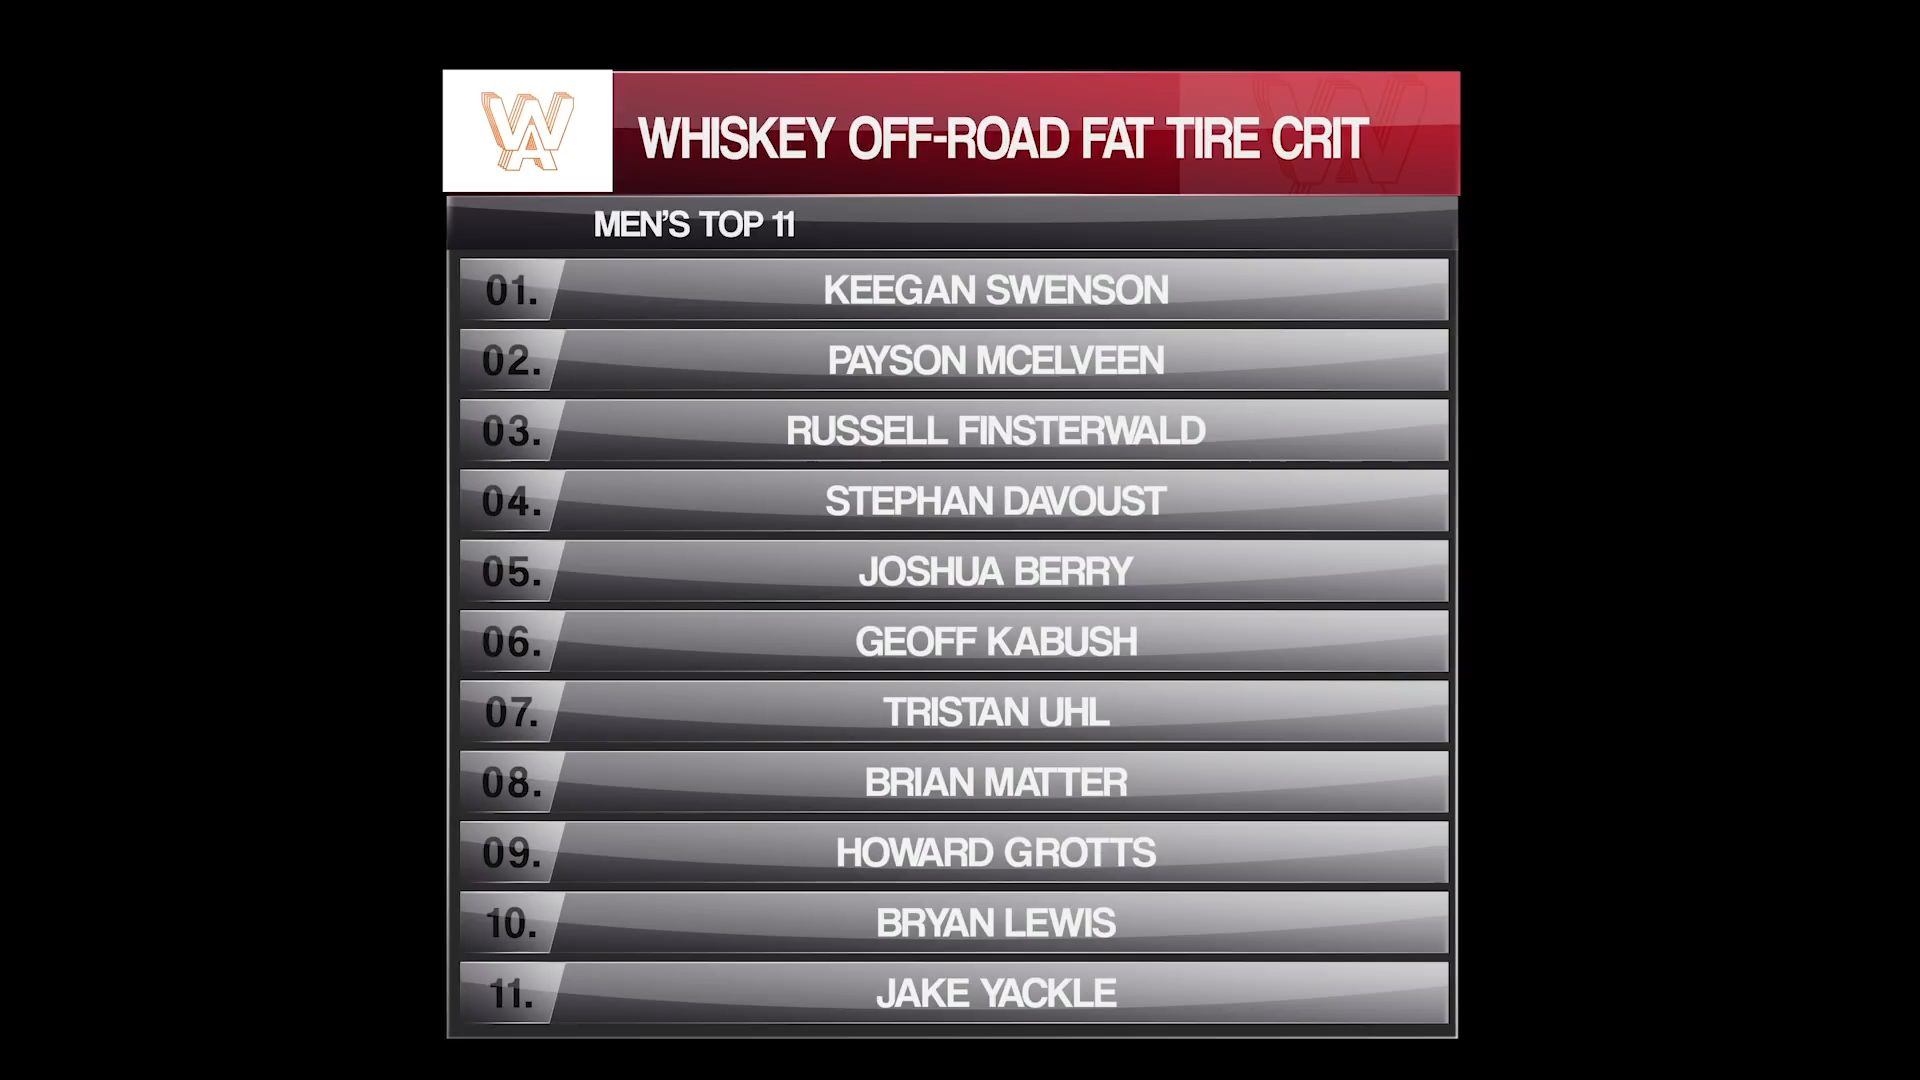 WA
WHISKEY OFF-ROAD FAT TIRE CRIT
MEN'S TOP 11
01. KEEGAN SWENSON
02. PAYSON MCELVEEN
03. RUSSELL FINSTERWALD
04. STEPHAN DAVOUST
05. JOSHUA BERRY
06. GEOFF KABUSH
07. TRISTAN UHL
08. BRIAN MATTER
09. HOWARD GROTTS
10. BRYAN LEWIS
11. JAKE YACKLE